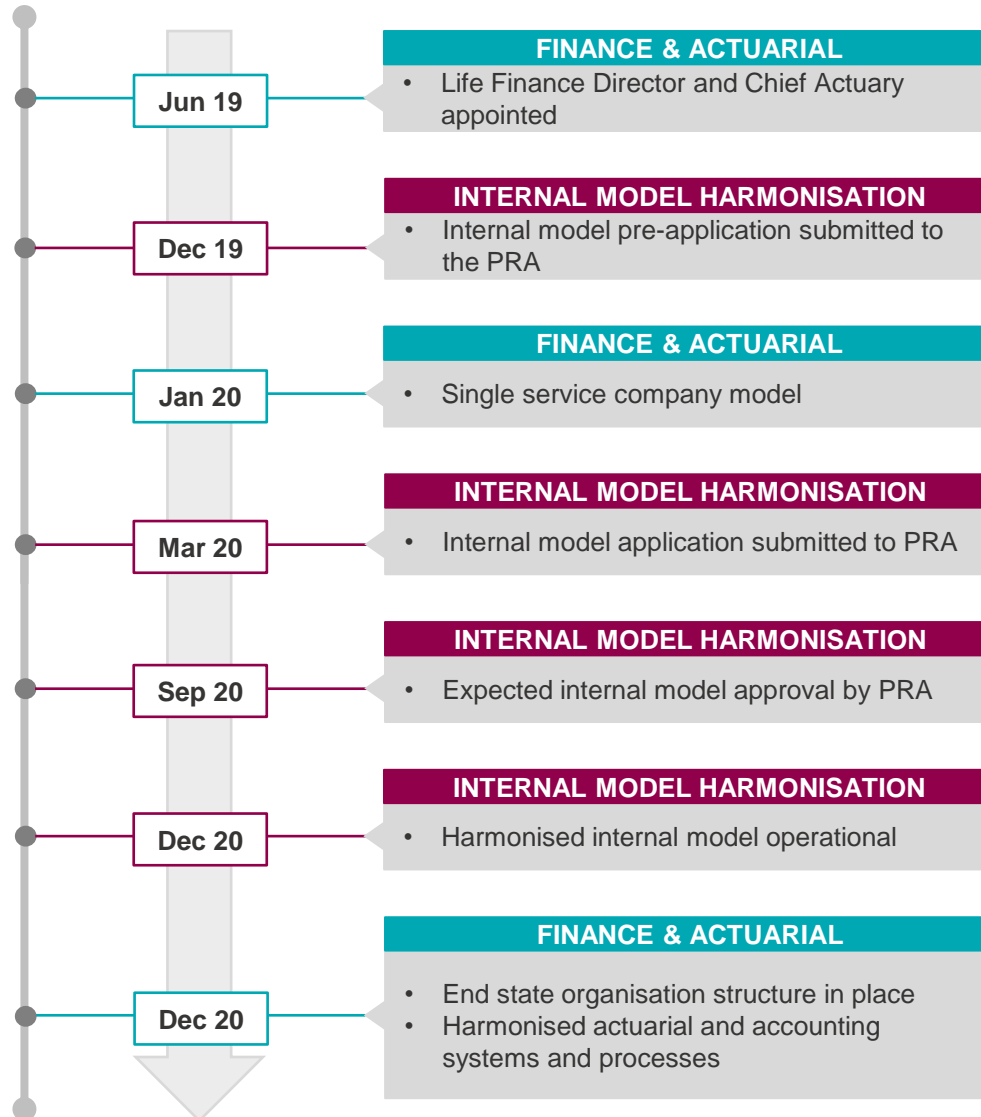 FINANCE & ACTUARIAL
Jun 19
• Life Finance Director and Chief Actuary
appointed
INTERNAL MODEL HARMONISATION
Dec 19
• Internal model pre-application submitted to
the PRA
FINANCE & ACTUARIAL
Jan 20
• Single service company model
INTERNAL MODEL HARMONISATION
Mar 20
• Internal model application submitted to PRA
INTERNAL MODEL HARMONISATION
Sep 20
• Expected internal model approval by PRA
INTERNAL MODEL HARMONISATION
Dec 20
• Harmonised internal model operational
FINANCE & ACTUARIAL
Dec 20
• End state organisation structure in place
• Harmonised actuarial and accounting
systems and processes